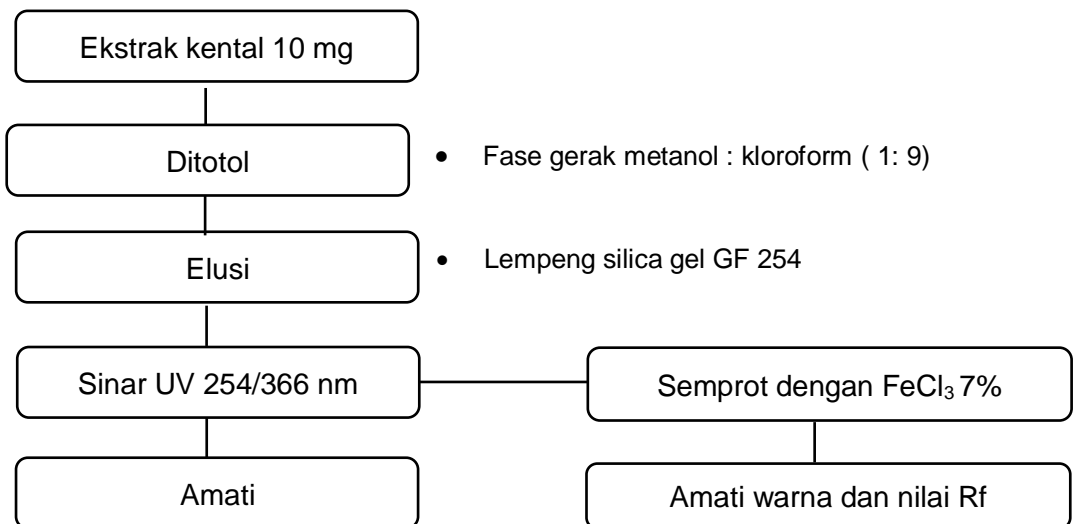 Ekstrak kental 10 mg
Ditotol
• Fase gerak metanol : kloroform ( 1: 9)
Elusi
• Lempeng silica gel GF 254
Sinar UV 254/366 nm
Semprot dengan FeCl₃ 7%
Amati
Amati warna dan nilai Rf